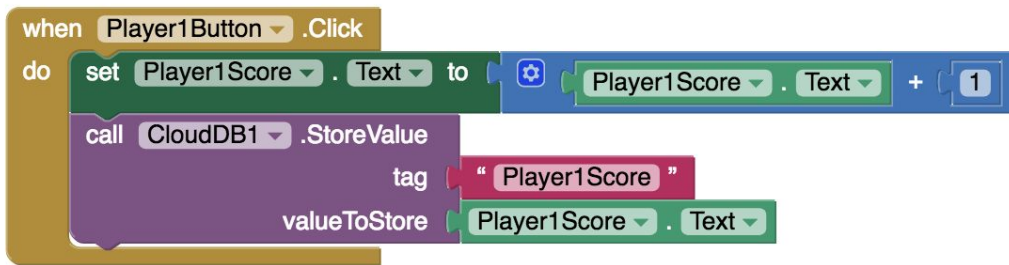 when Player1Button .Click
do set Player1Score . Text to Player1Score . Text + 1
call CloudDB1 .StoreValue
tag " Player1Score "
valueToStore Player1Score . Text